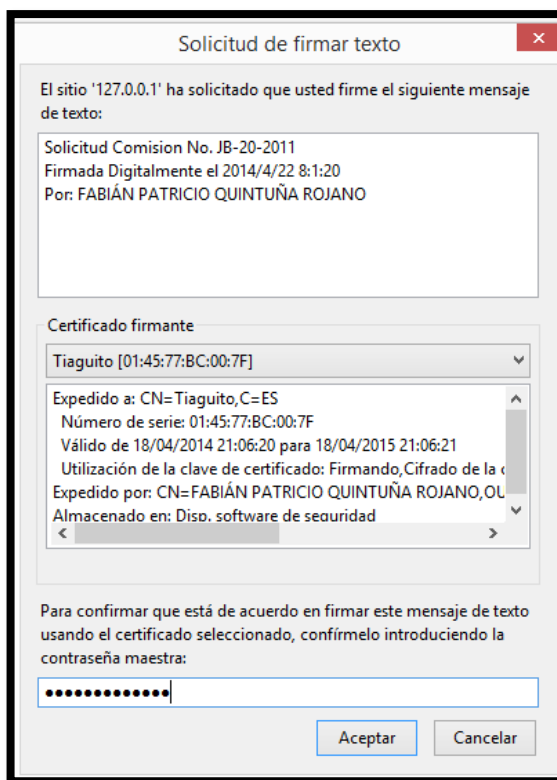 Solicitud de firmar texto
El sitio '127.0.0.1' ha solicitado que usted firme el siguiente mensaje
de texto:
Solicitud Comision No. JB-20-2011
Firmada Digitalmente el 2014/4/22 8:1:20
Por: FABIÁN PATRICIO QUINTUÑA ROJANO
Certificado firmante
Tiaguito [01:45:77:BC:00:7F]
Expedido a: CN=Tiaguito,C=ES
Número de serie: 01:45:77:BC:00:7F
Válido de 18/04/2014 21:06:20 para 18/04/2015 21:06:21
Utilización de la clave de certificado: Firmando,Cifrado de la
Expedido por: CN=FABIÁN PATRICIO QUINTUÑA ROJANO,OU
Almacenado en: Disp. software de seguridad
Para confirmar que está de acuerdo en firmar este mensaje de texto
usando el certificado seleccionado, confírmelo introduciendo la
contraseña maestra:
Aceptar
Cancelar